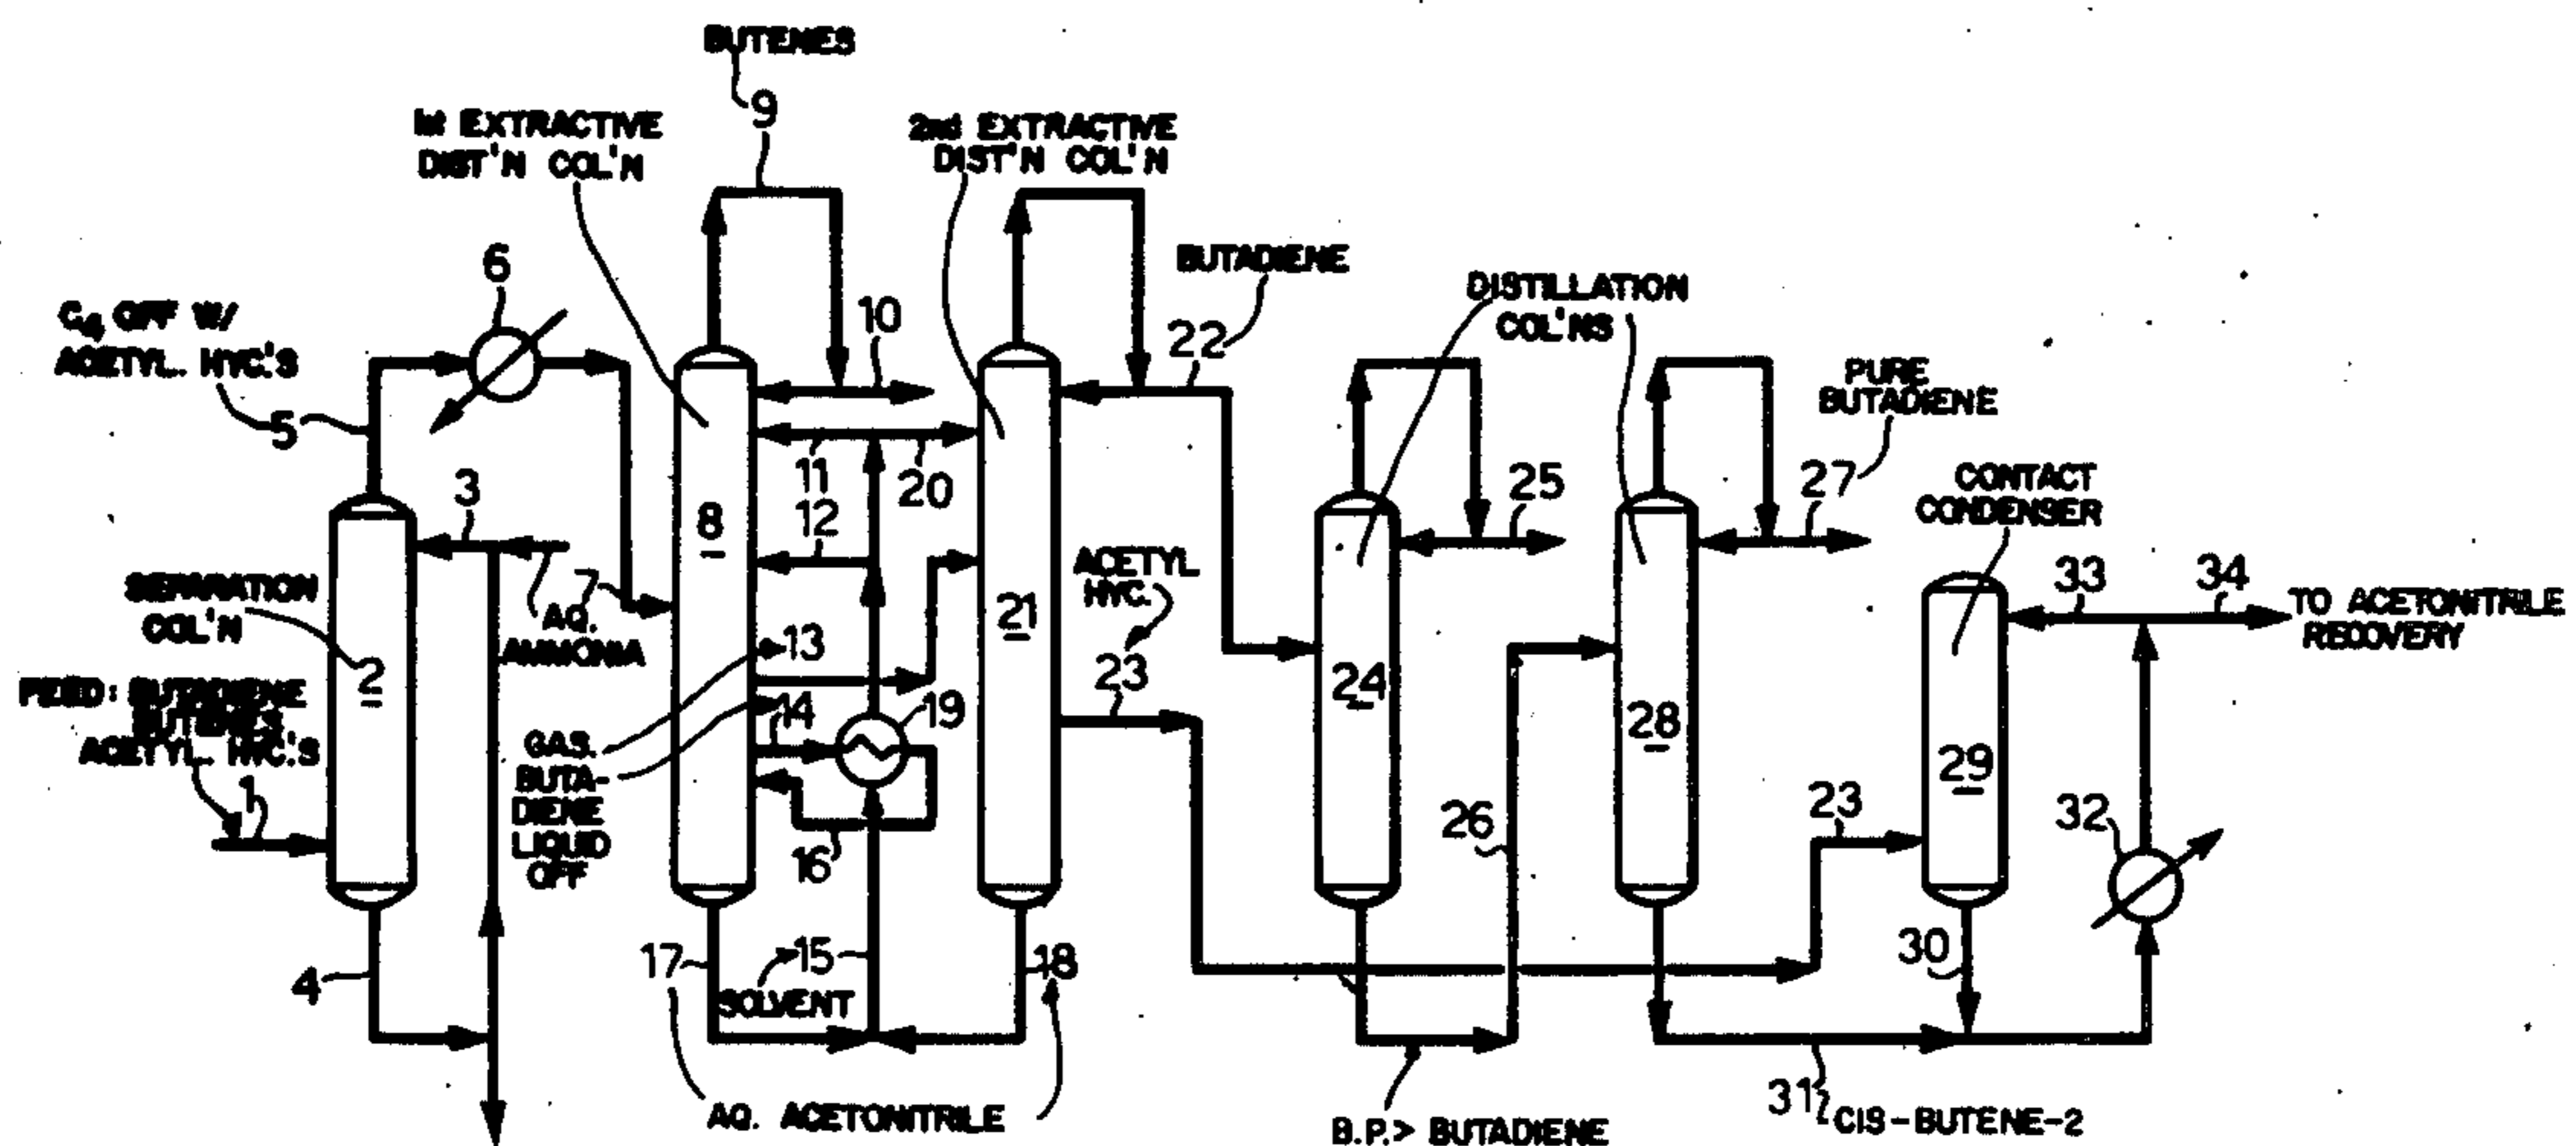 BUTENES
9
1st EXTRACTIVE
DIST'N COL'N
2nd EXTRACTIVE
DIST'N COL'N
6
BUTADIENE
DISTILLATION
COL'NS
C4 OFF W/
ACETYL. HYC.'S
5
10
22
PURE
BUTADIENE
3
11
20
12
8
25
27
CONTACT
CONDENSER
SEPARATION
COL'N
2
7
AQ.
AMMONIA
21
ACETYL
HYC.
23
33
34
TO ACETONITRILE
RECOVERY
13
FEED: BUTADIENE
BUTENES
ACETYL. HYC.'S
1
14
19
24
28
29
GAS.
BUTA-
DIENE
LIQUID
OFF
16
26
23
32
4
17
15
SOLVENT
18
30
AQ. ACETONITRILE
B.P.> BUTADIENE
31
CIS-BUTENE-2